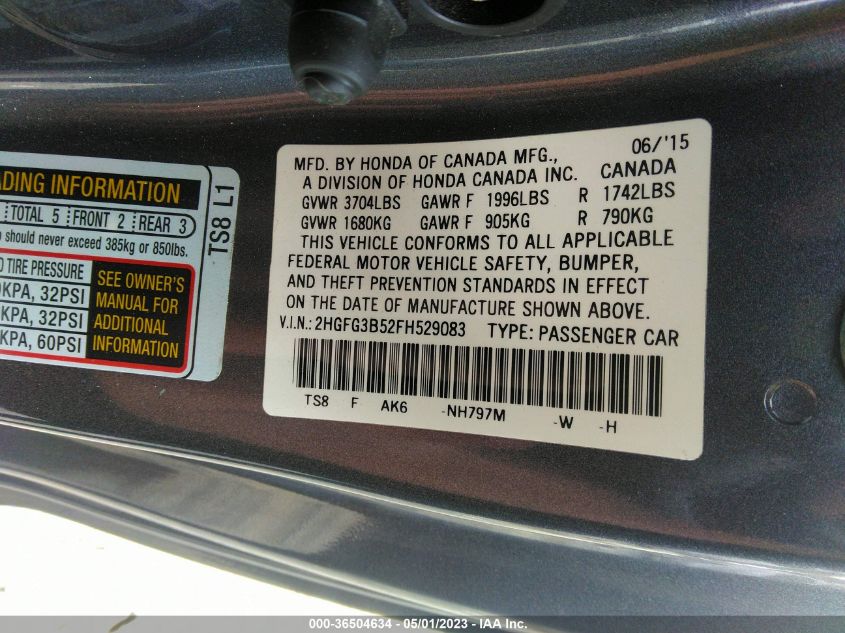 ADING INFORMATION
TOTAL 5 FRONT 2 REAR 3
should never exceed 385kg or 850lbs.
TIRE PRESSURE
KPA, 32PSI
KPA, 32PSI
KPA, 60PSI
SEE OWNER'S
MANUAL FOR
ADDITIONAL
INFORMATION
TS8 L1
06/'15
MFD. BY HONDA OF CANADA MFG.,
A DIVISION OF HONDA CANADA INC. CANADA
GVWR 3704LBS GAWR F 1996LBS R 1742LBS
GVWR 1680KG GAWR F 905KG R 790KG
THIS VEHICLE CONFORMS TO ALL APPLICABLE
FEDERAL MOTOR VEHICLE SAFETY, BUMPER,
AND THEFT PREVENTION STANDARDS IN EFFECT
ON THE DATE OF MANUFACTURE SHOWN ABOVE.
V.I.N.: 2HGFG3B52FH529083 TYPE: PASSENGER CAR
TS8 F AK6 -NH797M -W -H
000-36504634 - 05/01/2023 - IAAI.com